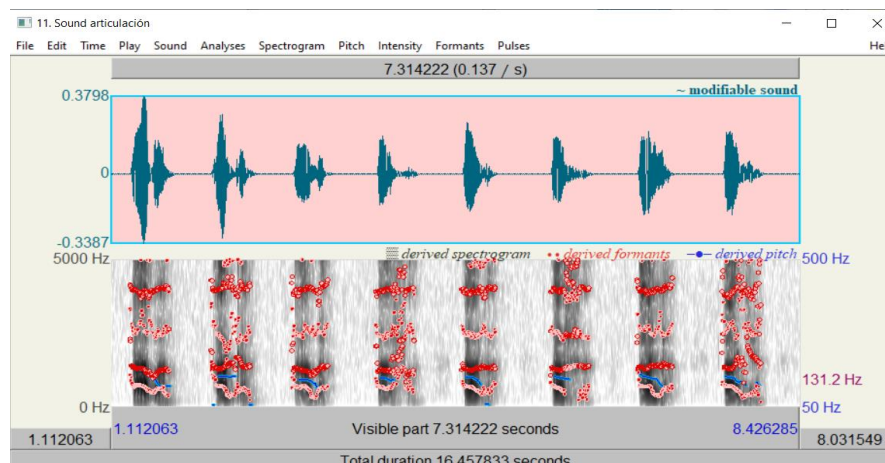 11. Sound articulación
File Edit Time Play Sound Analyses Spectrogram Pitch Intensity Formants Pulses Hel
7.314222 (0.137 / s)
0.3798
~ modifiable sound
0
-0.3387
5000 Hz
derived spectrogram derived formants derived pitch
500 Hz
131.2 Hz
0 Hz
50 Hz
1.112063
Visible part 7.314222 seconds
8.426285
1.112063
8.031549
Total duration 16.457833 seconds